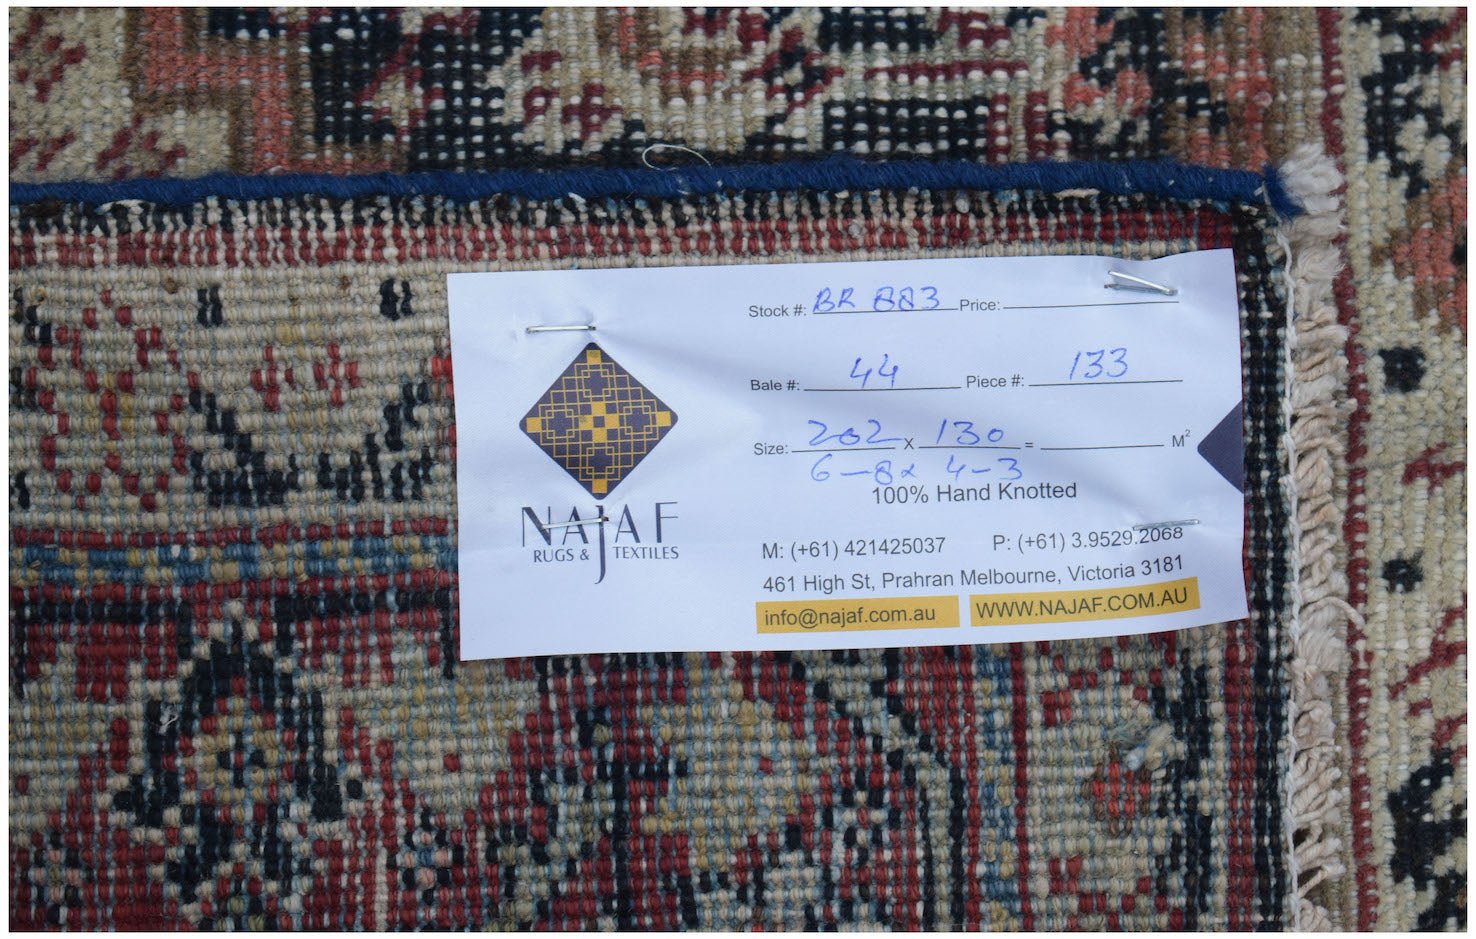 Stock #: BR 883 Price:
Bale #: 44 Piece #: 133
Size: 202 x 130 = M²
6-8x 4-3
100% Hand Knotted
NAJAF
RUGS & TEXTILES
M: (+61) 421425037 P: (+61) 3.9529.2068
461 High St, Prahran Melbourne, Victoria 3181
info@najaf.com.au WWW.NAJAF.COM.AU